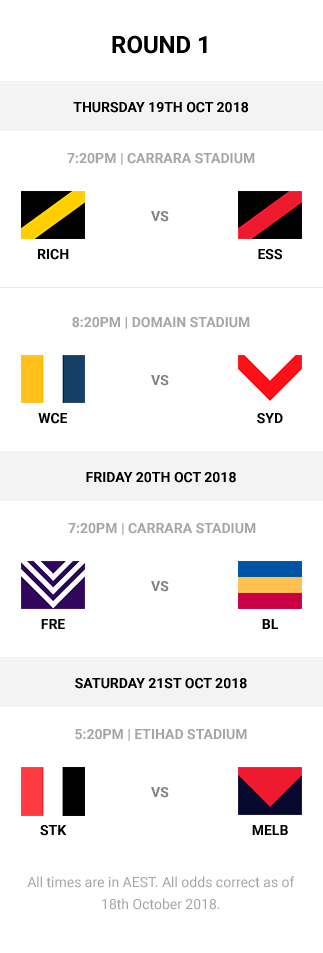 ROUND 1
THURSDAY 19TH OCT 2018
7:20PM | CARRARA STADIUM
VS
RICH ESS
8:20PM | DOMAIN STADIUM
VS
WCE SYD
FRIDAY 20TH OCT 2018
7:20PM | CARRARA STADIUM
VS
FRE BL
SATURDAY 21ST OCT 2018
5:20PM | ETIHAD STADIUM
VS
STK MELB
All times are in AEST. All odds correct as of
18th October 2018.